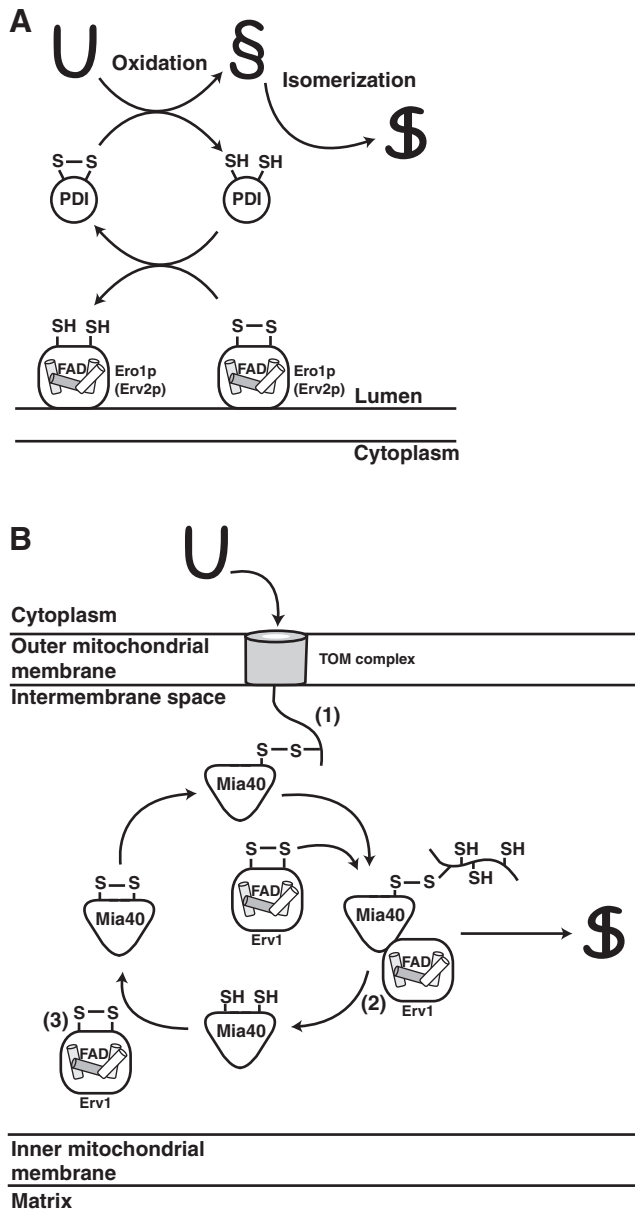 A
Oxidation
Isomerization
S–S
SH SH
PDI
PDI
SH SH
S–S
FAD
Ero1p
(Erv2p)
FAD
Ero1p
(Erv2p)
Lumen
Cytoplasm
B
Cytoplasm
Outer mitochondrial
membrane
TOM complex
Intermembrane space
(1)
S–S
Mia40
S–S
FAD
Erv1
SH SH
SH
S–S
Mia40
S–S
Mia40
FAD
Erv1
(2)
SH SH
Mia40
(3)
S–S
FAD
Erv1
Inner mitochondrial
membrane
Matrix